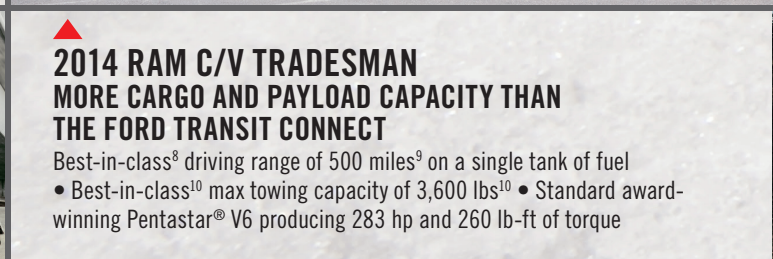 2014 RAM C/V TRADESMAN
MORE CARGO AND PAYLOAD CAPACITY THAN
THE FORD TRANSIT CONNECT
Best-in-class⁸ driving range of 500 miles⁹ on a single tank of fuel
• Best-in-class¹⁰ max towing capacity of 3,600 lbs¹⁰ • Standard award-
winning Pentastar® V6 producing 283 hp and 260 lb-ft of torque